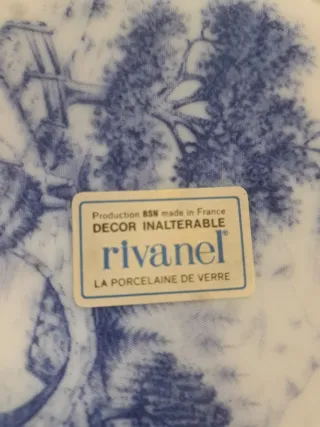 Production BSN made in France
DECOR INALTERABLE
rivanel®
LA PORCELAINE DE VERRE